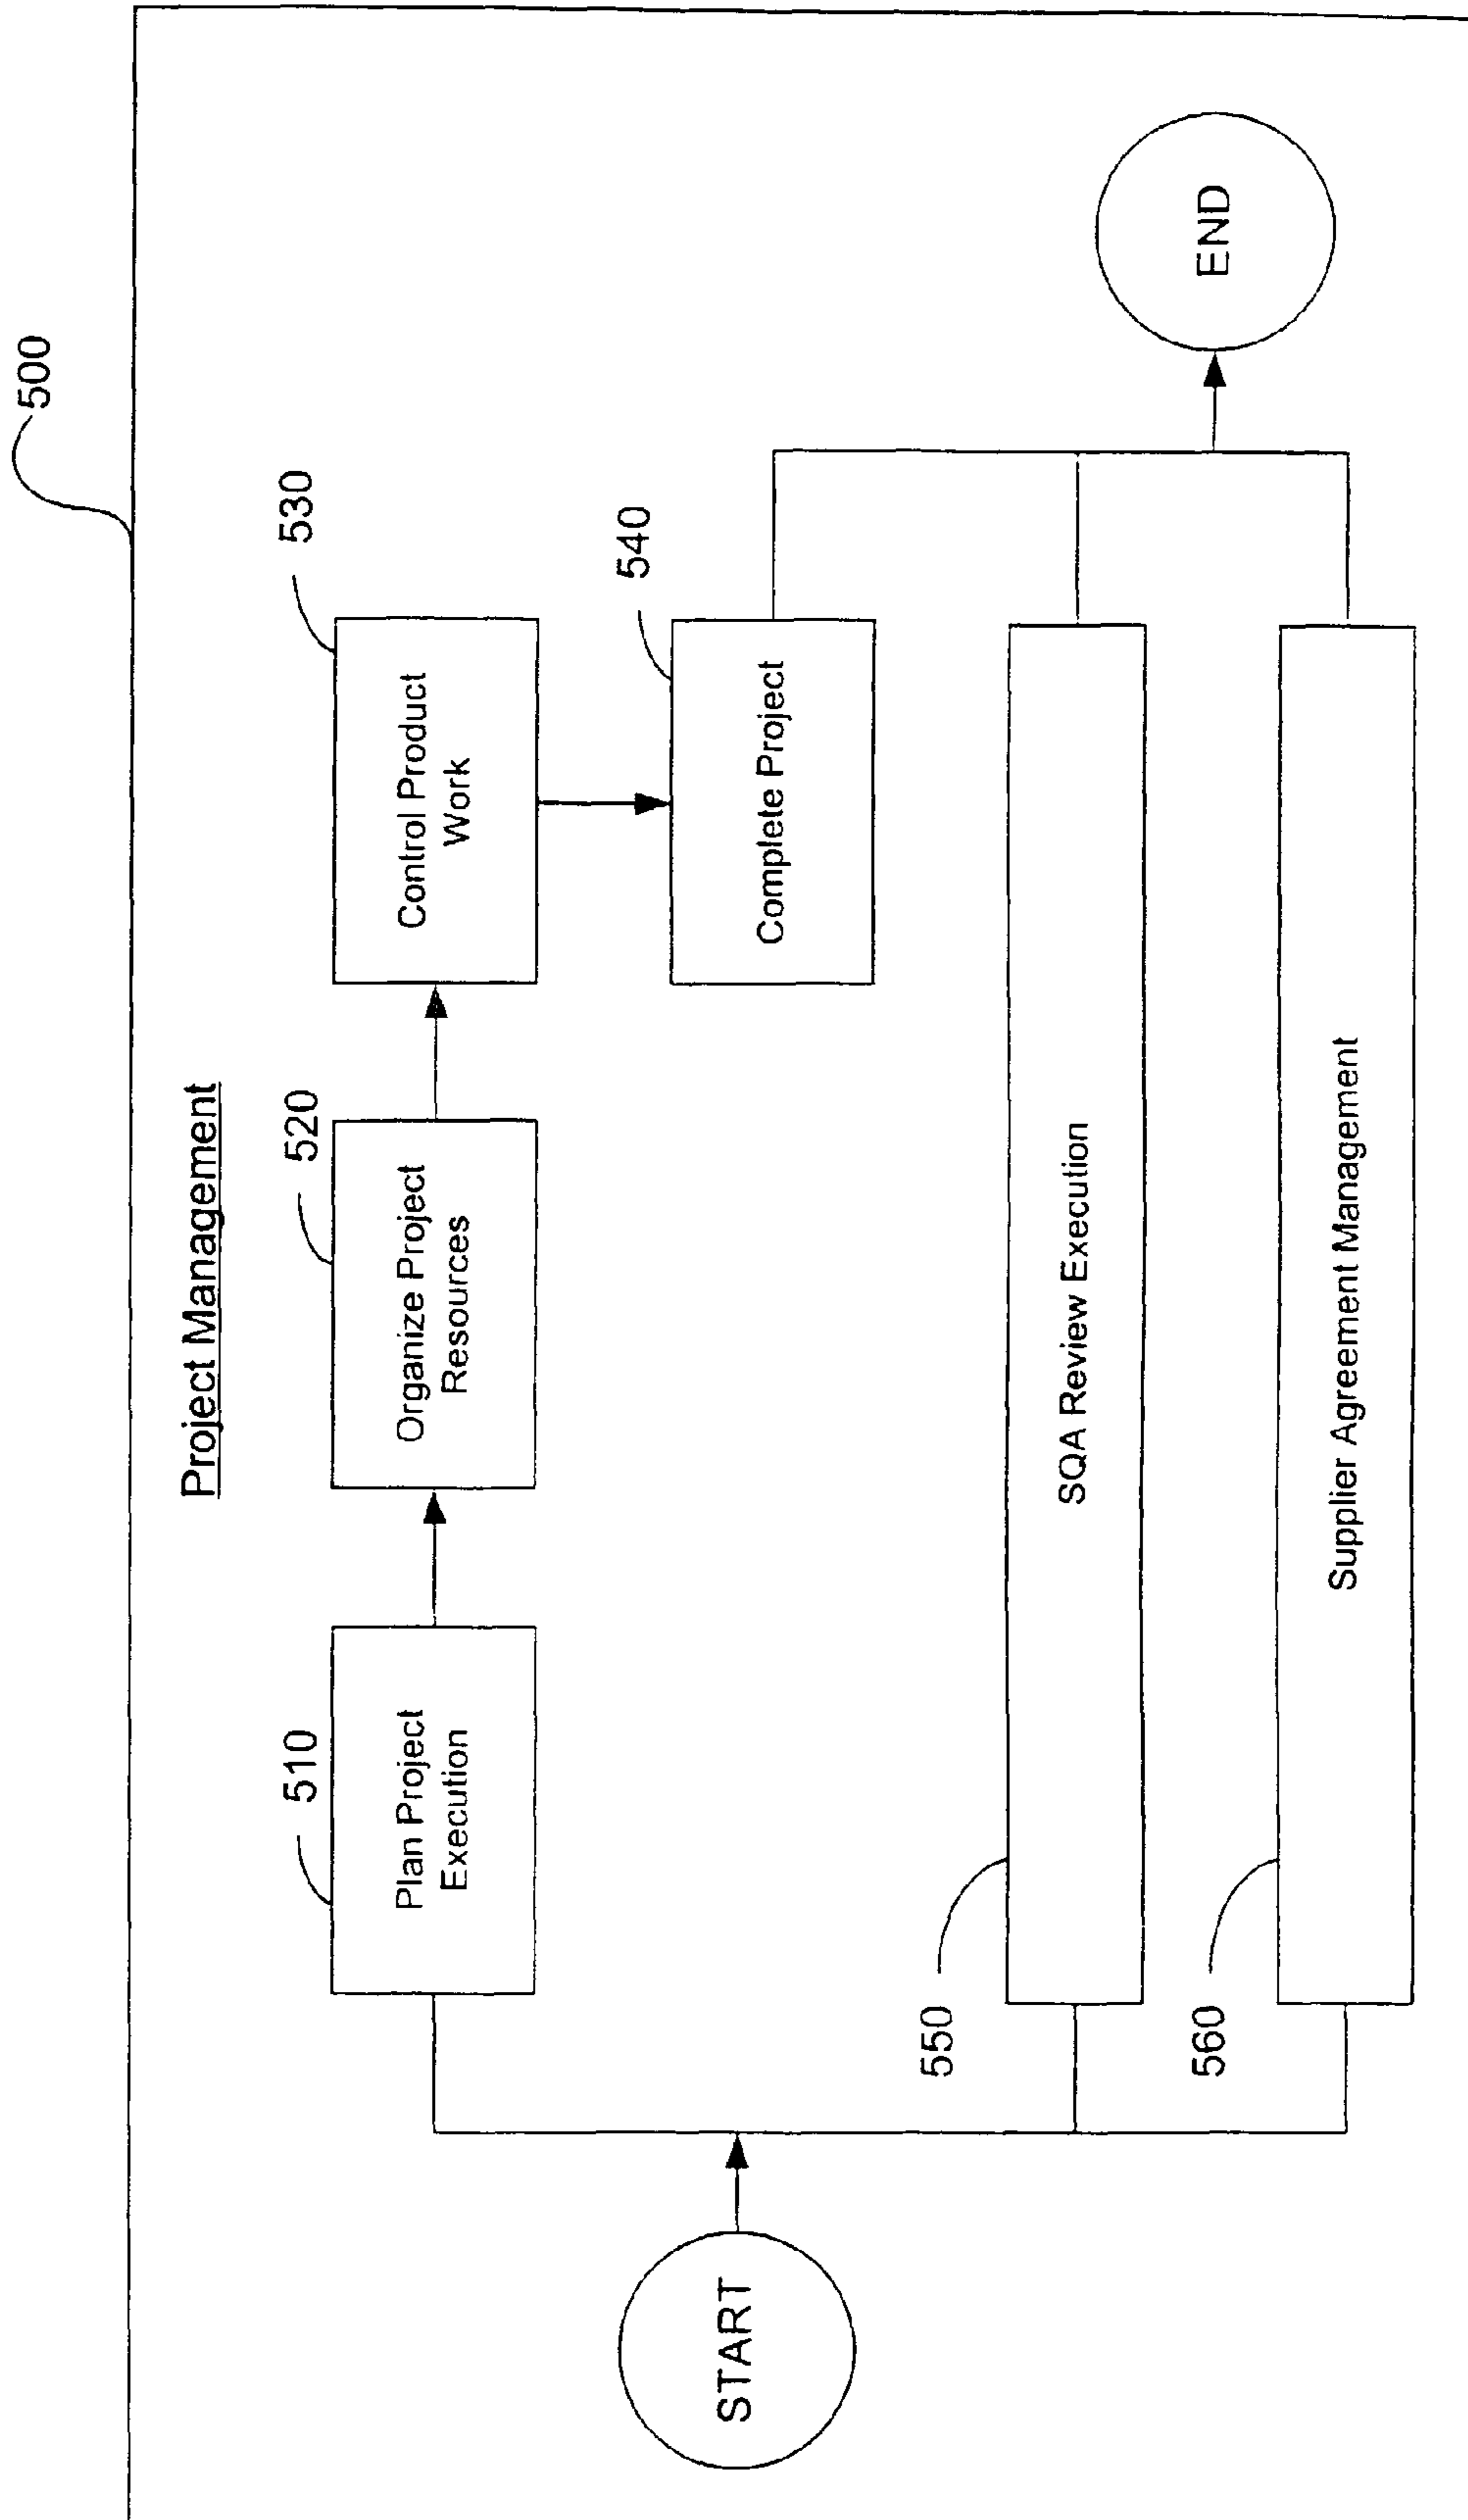 500
Project Management
510
520
530
Plan Project
Execution
Organize Project
Resources
Control Product
Work
540
Complete Project
START
END
550
SQA Review Execution
560
Supplier Agreement Management